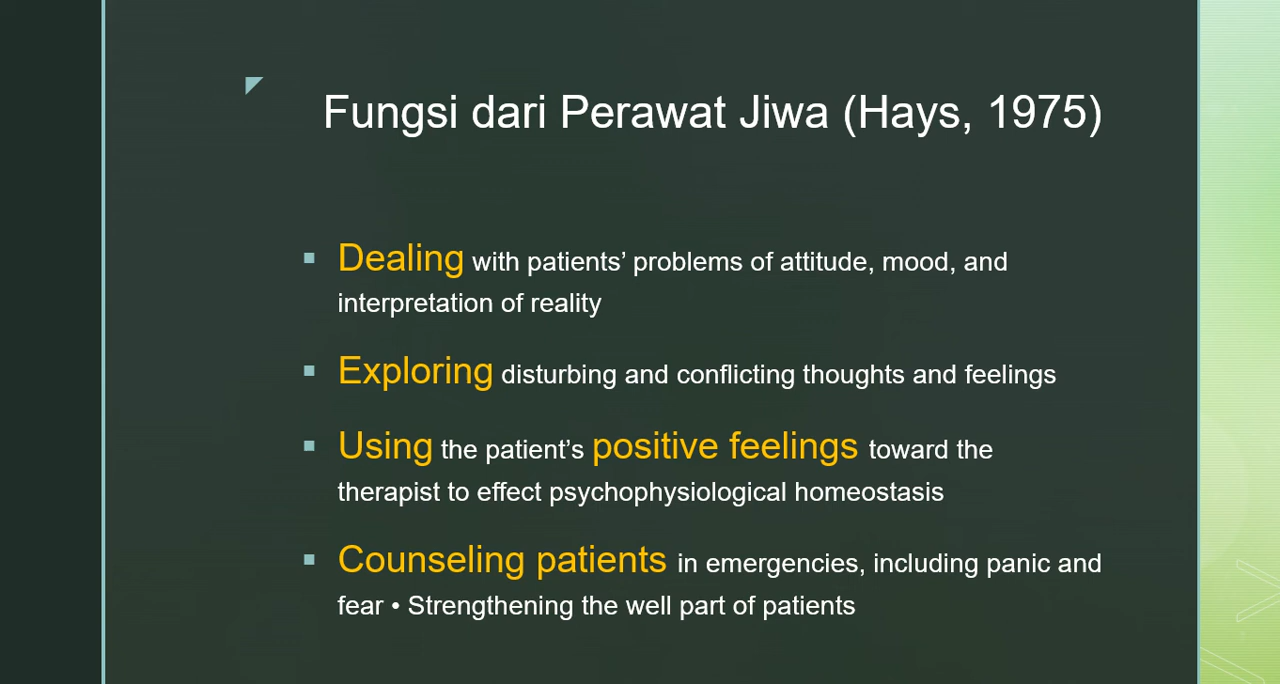 Fungsi dari Perawat Jiwa (Hays, 1975)
▪ Dealing with patients’ problems of attitude, mood, and
interpretation of reality
▪ Exploring disturbing and conflicting thoughts and feelings
▪ Using the patient’s positive feelings toward the
therapist to effect psychophysiological homeostasis
▪ Counseling patients in emergencies, including panic and
fear • Strengthening the well part of patients